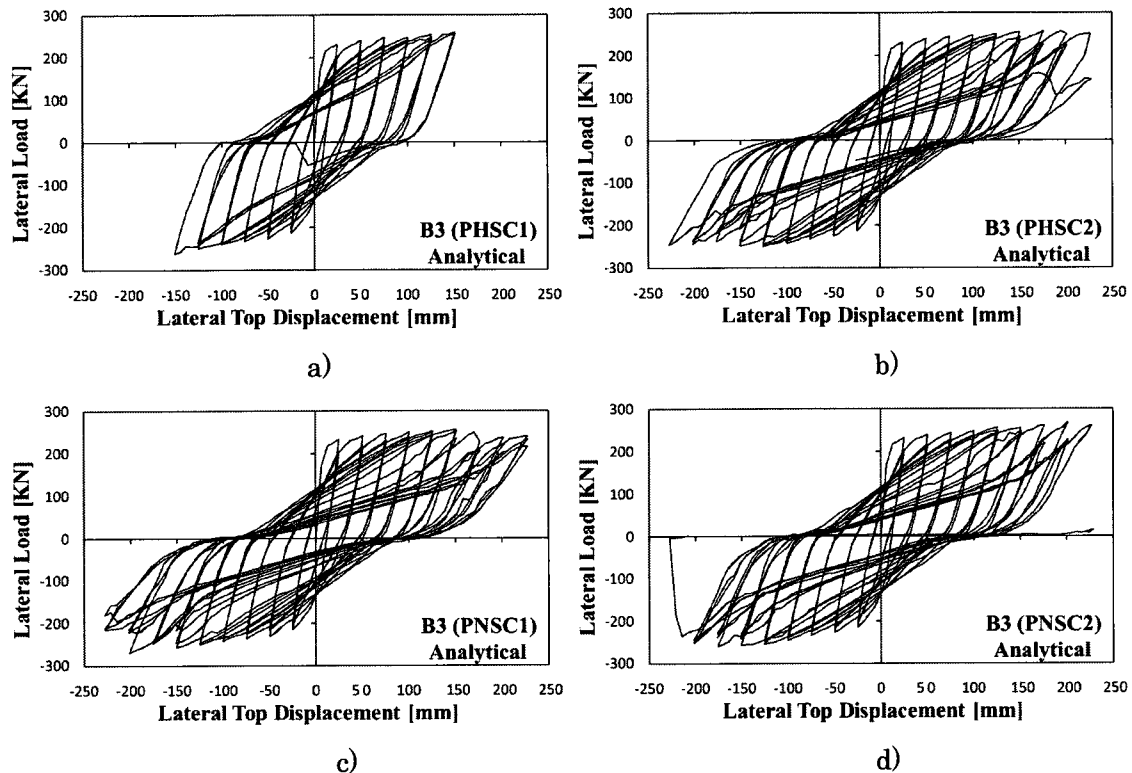 300
200
100
0
-100
-200
-300
Lateral Load [KN]
B3 (PHSC1)
Analytical
-250 -200 -150 -100 -50 0 50 100 150 200 250
Lateral Top Displacement [mm]
a)
300
200
100
0
-100
-200
-300
Lateral Load [KN]
B3 (PHSC2)
Analytical
-250 -200 -150 -100 -50 0 50 100 150 200 250
Lateral Top Displacement [mm]
b)
300
200
100
0
-100
-200
-300
Lateral Load [KN]
B3 (PNSC1)
Analytical
-250 -200 -150 -100 -50 0 50 100 150 200 250
Lateral Top Displacement [mm]
c)
300
200
100
0
-100
-200
-300
Lateral Load [KN]
B3 (PNSC2)
Analytical
-250 -200 -150 -100 -50 0 50 100 150 200 250
Lateral Top Displacement [mm]
d)